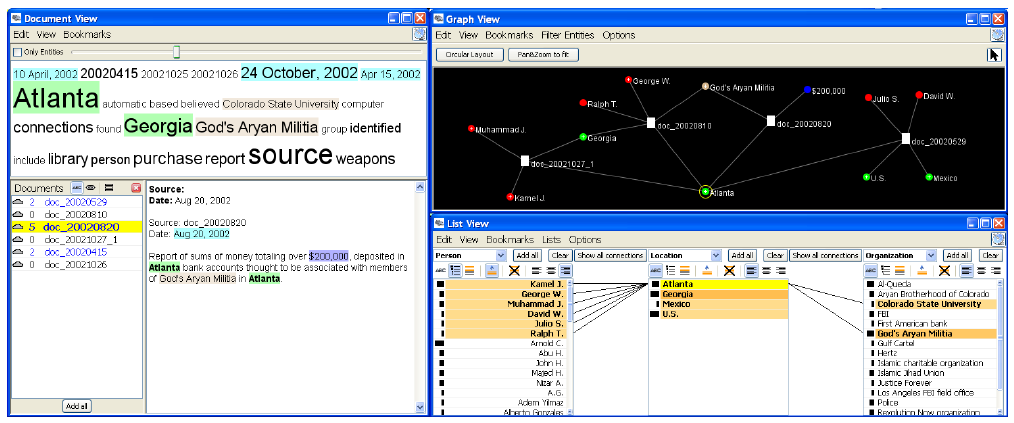 Document View
Edit View Bookmarks
Only Entities
10 April, 2002 20020415 20021025 20021026 24 October, 2002 Apr 15, 2002
Atlanta automatic based believed Colorado State University computer
connections found Georgia God's Aryan Militia group identified
include library person purchase report source weapons
Documents ABC
2 doc_20020529
0 doc_20020810
5 doc_20020820
0 doc_20021027_1
2 doc_20020415
0 doc_20021026
Add all
Source:
Date: Aug 20, 2002
Source: doc_20020820
Date: Aug 20, 2002
Report of sums of money totaling over $200,000, deposited in
Atlanta bank accounts thought to be associated with members
of God's Aryan Militia in Atlanta.
Graph View
Edit View Bookmarks Filter Entities Options
Circular Layout Pan&Zoom to fit
George W.
God's Aryan Militia
$200,000
Julio S.
David W.
Ralph T.
doc_20020810
doc_20020820
Muhammad J.
Georgia
doc_20020529
doc_20021027_1
U.S.
Mexico
Kamel J.
Atlanta
List View
Edit View Bookmarks Lists Options
Person Add all Clear Show all connections Location Add all Clear Show all connections Organization Add all Clear
ABC ABC ABC
Kamel J.
George W.
Muhammad J.
David W.
Julio S.
Ralph T.
Arnold C.
Abu H.
John H.
Majed H.
Nizar A.
A.G.
Adem Yilmaz
Alberto Gonzales
Atlanta
Georgia
Mexico
U.S.
Al-Queda
Aryan Brotherhood of Colorado
Colorado State University
FBI
First American bank
God's Aryan Militia
Gulf Cartel
Hertz
Islamic charitable organization
Islamic Jihad Union
Justice Forever
Los Angeles FBI field office
Police
Revolution Now organization